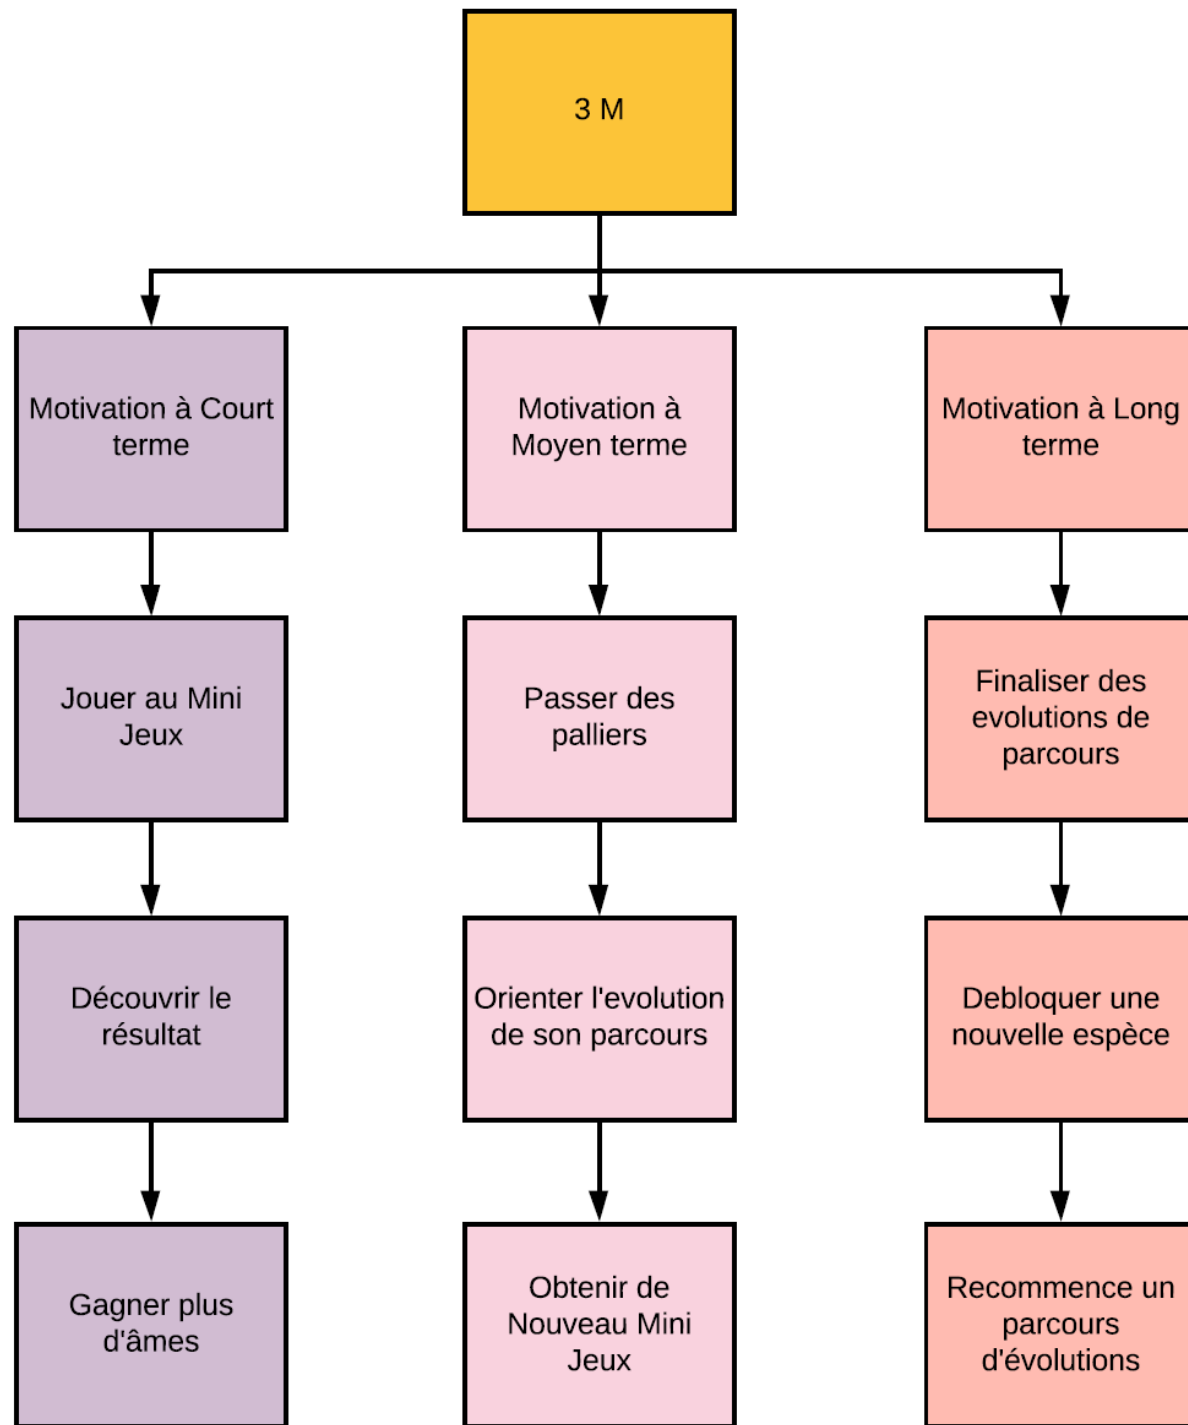 3 M
Motivation à Court
terme
Motivation à
Moyen terme
Motivation à Long
terme
Jouer au Mini
Jeux
Passer des
palliers
Finaliser des
evolutions de
parcours
Découvrir le
résultat
Orienter l'evolution
de son parcours
Debloquer une
nouvelle espèce
Gagner plus
d'âmes
Obtenir de
Nouveau Mini
Jeux
Recommence un
parcours
d'évolutions